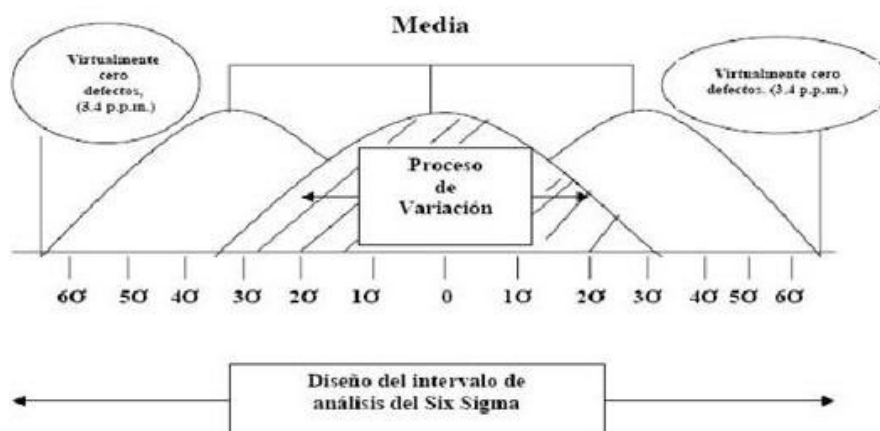 Media
Virtualmente
cero
defectos,
(3.4 p.p.m.)
Virtualmente cero
defectos. (3.4 p.p.m.)
Proceso
de
Variación
6σ 5σ 4σ 3σ 2σ 1σ 0 1σ 2σ 3σ 4σ 5σ 6σ
Diseño del intervalo de
análisis del Six Sigma